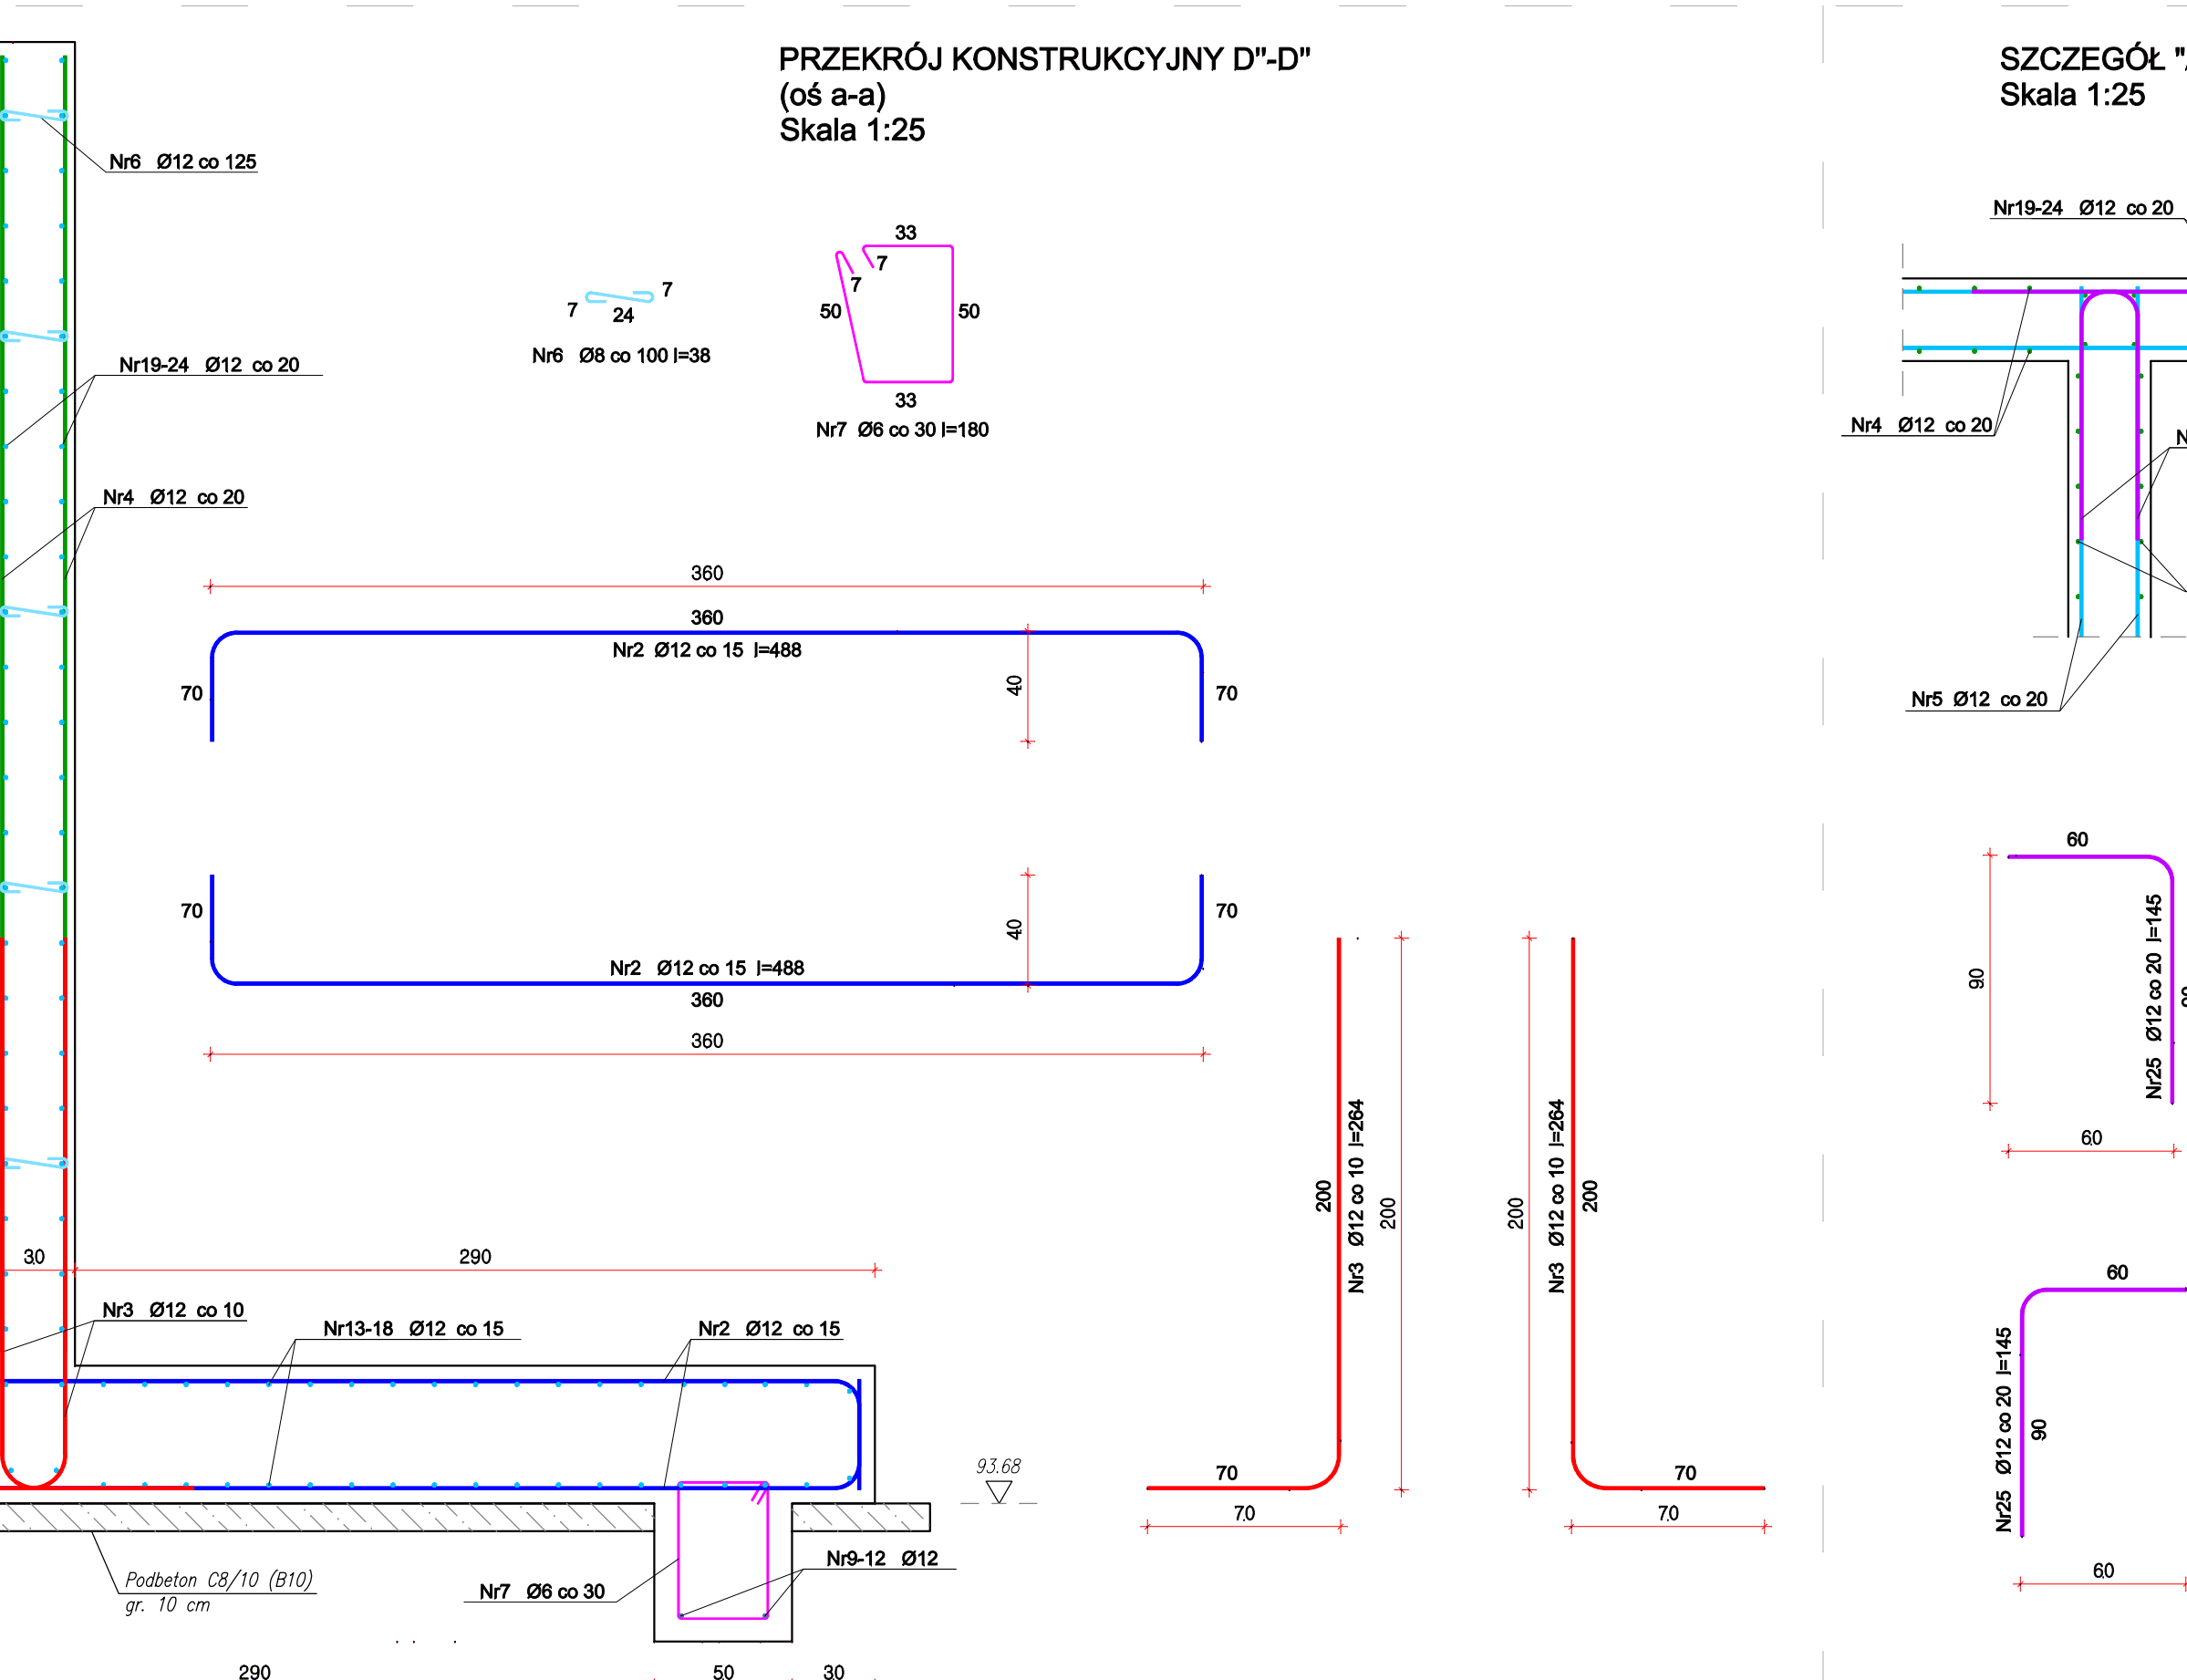 PRZEKRÓJ KONSTRUKCYJNY D"-D"
(oś a-a)
Skala 1:25
SZCZEGÓŁ
Skala 1:25
Nr6 Ø12 co 125
Nr19-24 Ø12 co 20
Nr4 Ø12 co 20
7
24
7
Nr6 Ø8 co 100 l=38
33
7
7
50
50
33
Nr7 Ø6 co 30 l=180
360
360
Nr2 Ø12 co 15 l=488
70
40
70
70
40
70
Nr2 Ø12 co 15 l=488
360
360
30
290
Nr3 Ø12 co 10
Nr13-18 Ø12 co 15
Nr2 Ø12 co 15
93.68
Podbeton C8/10 (B10)
gr. 10 cm
Nr7 Ø6 co 30
Nr9-12 Ø12
290
50
30
200
Nr3 Ø12 co 10 l=264
200
70
70
200
Nr3 Ø12 co 10 l=264
200
70
70
Nr19-24 Ø12 co 20
Nr4 Ø12 co 20
Nr5 Ø12 co 20
60
90
Nr25 Ø12 co 20 l=145
60
60
Nr25 Ø12 co 20 l=145
90
60